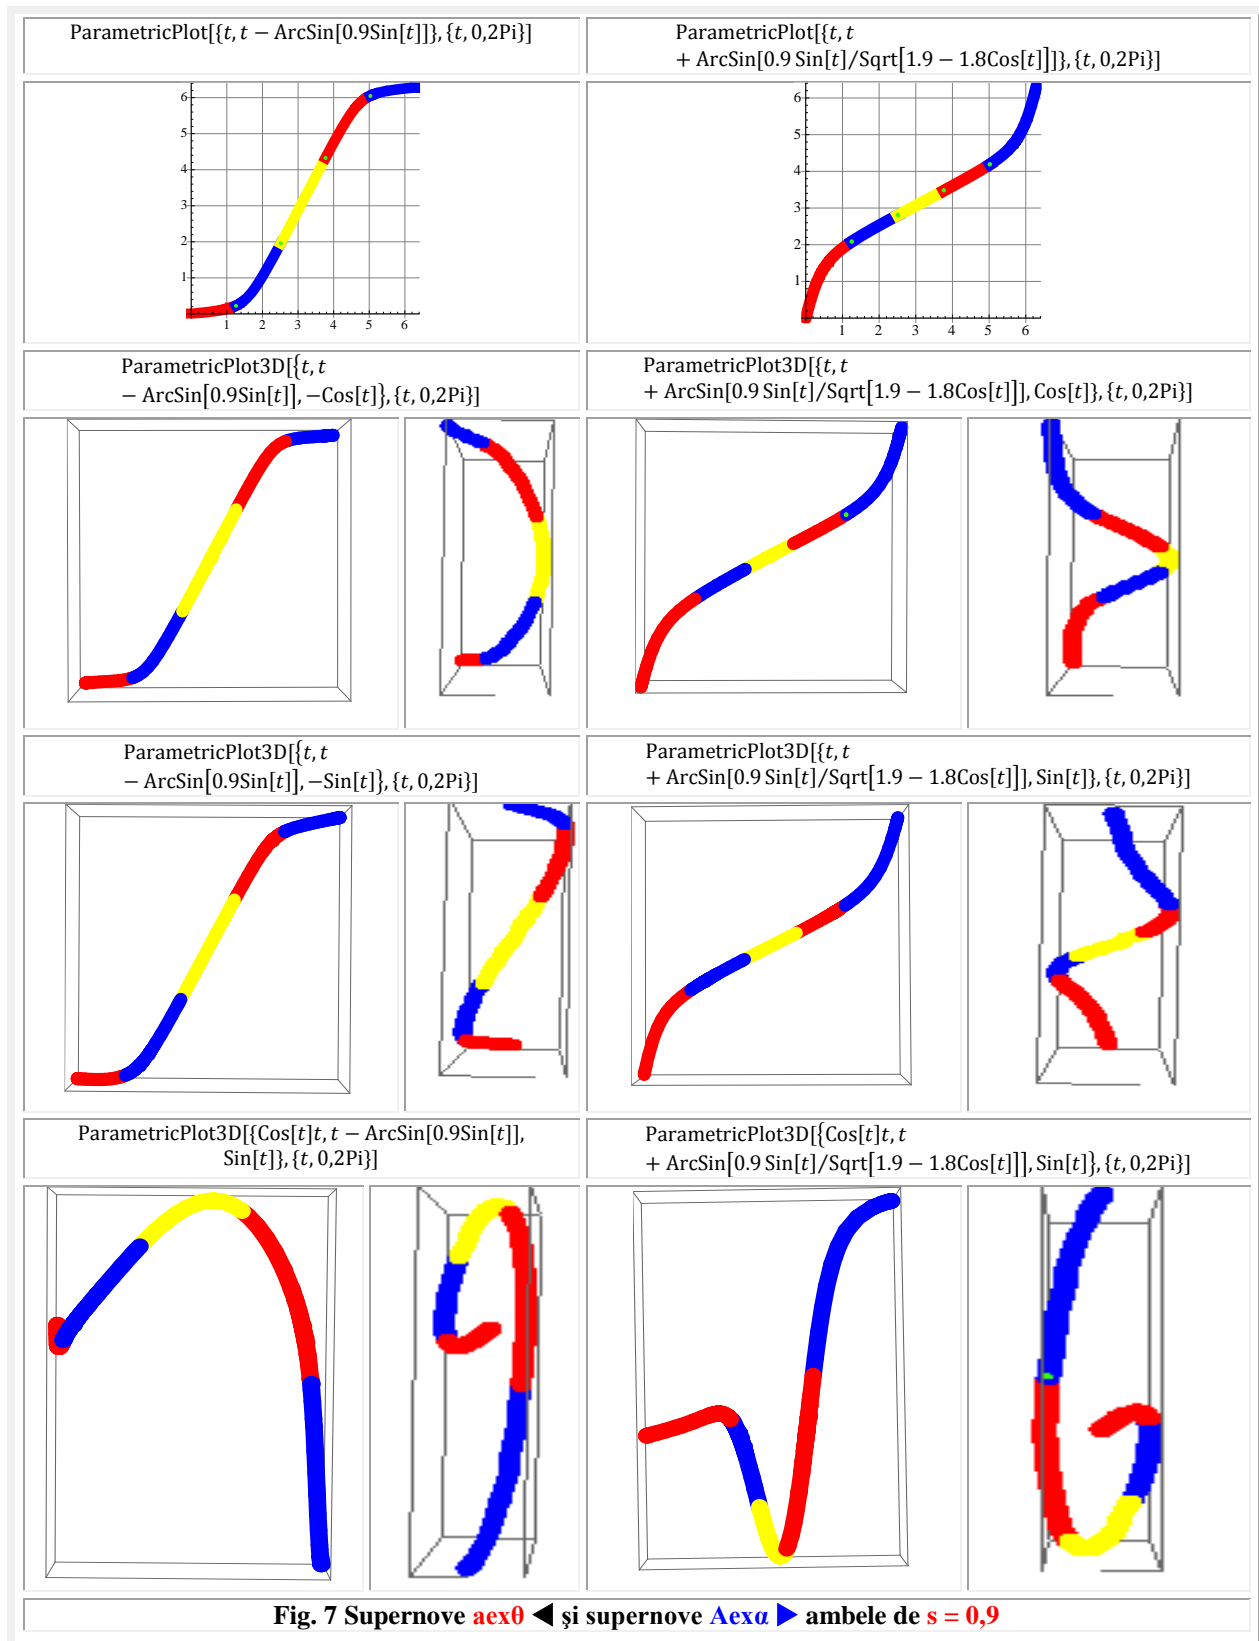 ParametricPlot[{t, t − ArcSin[0.9Sin[t]]}, {t, 0,2Pi}]
ParametricPlot[{t, t
+ ArcSin[0.9 Sin[t]/Sqrt[1.9 − 1.8Cos[t]]]}, {t, 0,2Pi}]
6
5
4
3
2
1
1 2 3 4 5 6
6
5
4
3
2
1
1 2 3 4 5 6
ParametricPlot3D[{t, t
− ArcSin[0.9Sin[t]], −Cos[t]}, {t, 0,2Pi}]
ParametricPlot3D[{t, t
+ ArcSin[0.9 Sin[t]/Sqrt[1.9 − 1.8Cos[t]]], Cos[t]}, {t, 0,2Pi}]
ParametricPlot3D[{t, t
− ArcSin[0.9Sin[t]], −Sin[t]}, {t, 0,2Pi}]
ParametricPlot3D[{t, t
+ ArcSin[0.9 Sin[t]/Sqrt[1.9 − 1.8Cos[t]]], Sin[t]}, {t, 0,2Pi}]
ParametricPlot3D[{Cos[t]t, t − ArcSin[0.9Sin[t]],
Sin[t]}, {t, 0,2Pi}]
ParametricPlot3D[{Cos[t]t, t
+ ArcSin[0.9 Sin[t]/Sqrt[1.9 − 1.8Cos[t]]], Sin[t]}, {t, 0,2Pi}]
Fig. 7 Supernove aexθ ◄ şi supernove Aexα ► ambele de s = 0,9